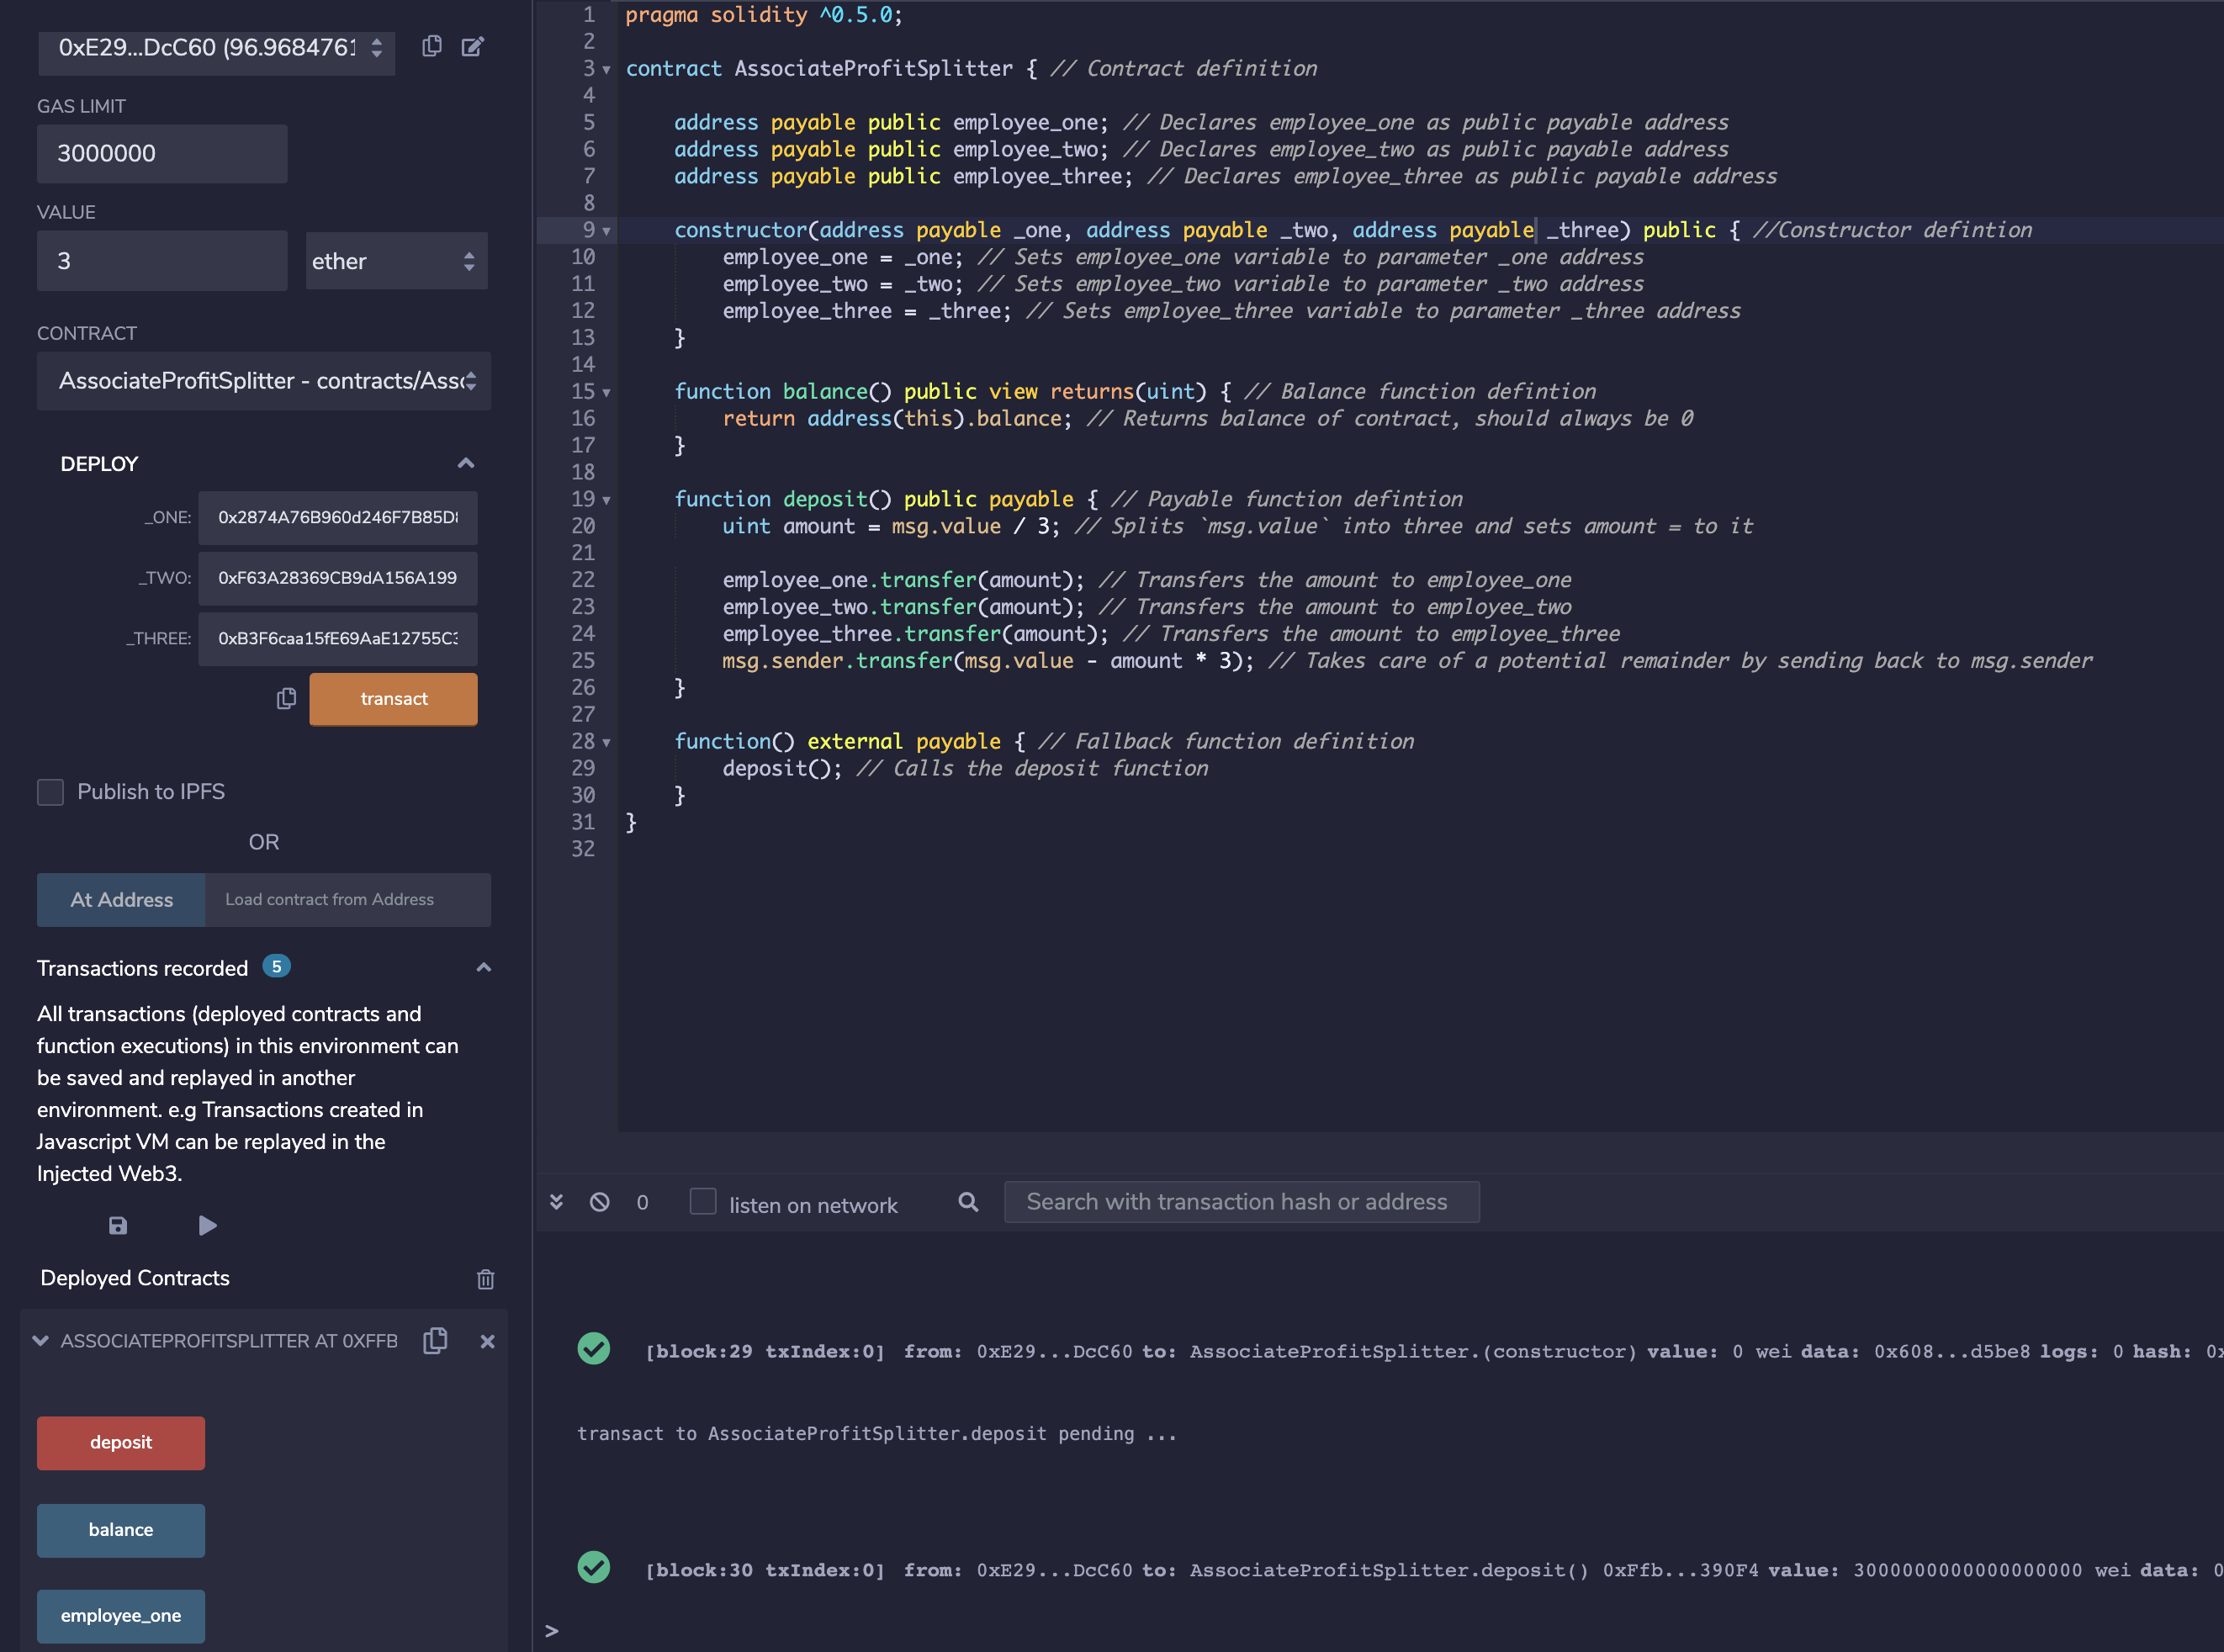 0xE29...DcC60 (96.9684761
GAS LIMIT
3000000
VALUE
3 ether
CONTRACT
AssociateProfitSplitter - contracts/Asso
DEPLOY
_ONE: 0x2874A76B960d246F7B85D
_TWO: 0xF63A28369CB9dA156A199
_THREE: 0xB3F6caa15fE69AaE12755C3
transact
Publish to IPFS
OR
At Address Load contract from Address
Transactions recorded 5
All transactions (deployed contracts and
function executions) in this environment can
be saved and replayed in another
environment. e.g Transactions created in
Javascript VM can be replayed in the
Injected Web3.
Deployed Contracts
ASSOCIATEPROFITSPLITTER AT 0XFFB
deposit
balance
employee_one
1 pragma solidity ^0.5.0;
2
3 contract AssociateProfitSplitter { // Contract definition
4
5 address payable public employee_one; // Declares employee_one as public payable address
6 address payable public employee_two; // Declares employee_two as public payable address
7 address payable public employee_three; // Declares employee_three as public payable address
8
9 constructor(address payable _one, address payable _two, address payable _three) public { //Constructor defintion
10 employee_one = _one; // Sets employee_one variable to parameter _one address
11 employee_two = _two; // Sets employee_two variable to parameter _two address
12 employee_three = _three; // Sets employee_three variable to parameter _three address
13 }
14
15 function balance() public view returns(uint) { // Balance function defintion
16 return address(this).balance; // Returns balance of contract, should always be 0
17 }
18
19 function deposit() public payable { // Payable function defintion
20 uint amount = msg.value / 3; // Splits `msg.value` into three and sets amount = to it
21
22 employee_one.transfer(amount); // Transfers the amount to employee_one
23 employee_two.transfer(amount); // Transfers the amount to employee_two
24 employee_three.transfer(amount); // Transfers the amount to employee_three
25 msg.sender.transfer(msg.value - amount * 3); // Takes care of a potential remainder by sending back to msg.sender
26 }
27
28 function() external payable { // Fallback function definition
29 deposit(); // Calls the deposit function
30 }
31 }
32
0 listen on network Search with transaction hash or address
[block:29 txIndex:0] from: 0xE29...DcC60 to: AssociateProfitSplitter.(constructor) value: 0 wei data: 0x608...d5be8 logs: 0 hash: 0x
transact to AssociateProfitSplitter.deposit pending ...
[block:30 txIndex:0] from: 0xE29...DcC60 to: AssociateProfitSplitter.deposit() 0xFfb...390F4 value: 3000000000000000000 wei data: 0
>